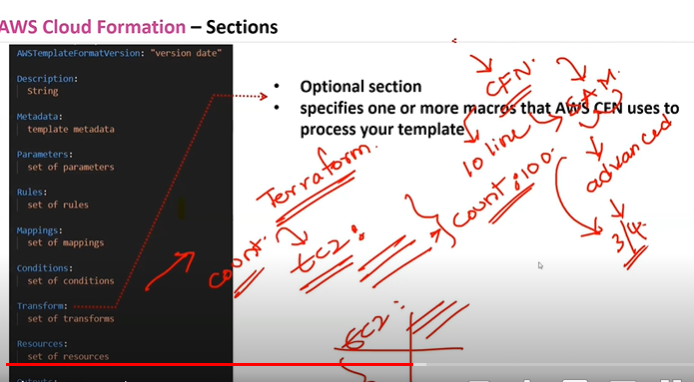 AWS Cloud Formation – Sections
AWSTemplateFormatVersion: "version date"
Description:
String
Metadata:
template metadata
Parameters:
set of parameters
Rules:
set of rules
Mappings:
set of mappings
Conditions:
set of conditions
Transform:
set of transforms
Resources:
set of resources
• Optional section
• specifies one or more macros that AWS CFN uses to
process your template
CFN.
SAM.
10 line
advanced
3/4.
Terraform.
count.
EC2:
count:100.
EC2: